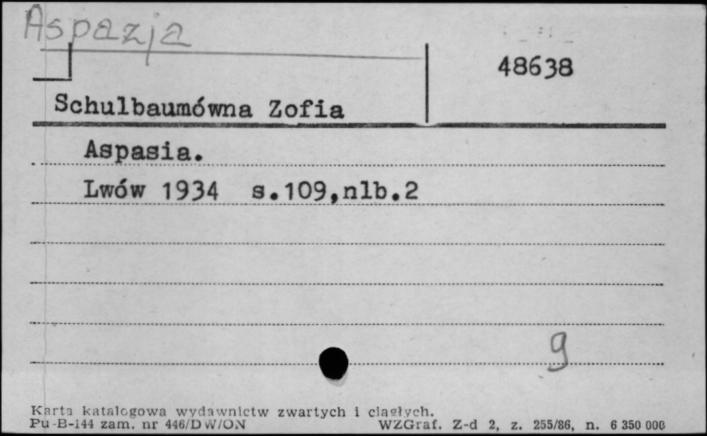 Aspazja
48638
Schulbaumówna Zofia
Aspasia.
Lwów 1934 s.109,nlb.2
9
Karta katalogowa wydawnictw zwartych i ciągłych.
Pu-B-144 zam. nr 446/DW/ON WZGraf. Z-d 2, z. 255/86, n. 6 350 000